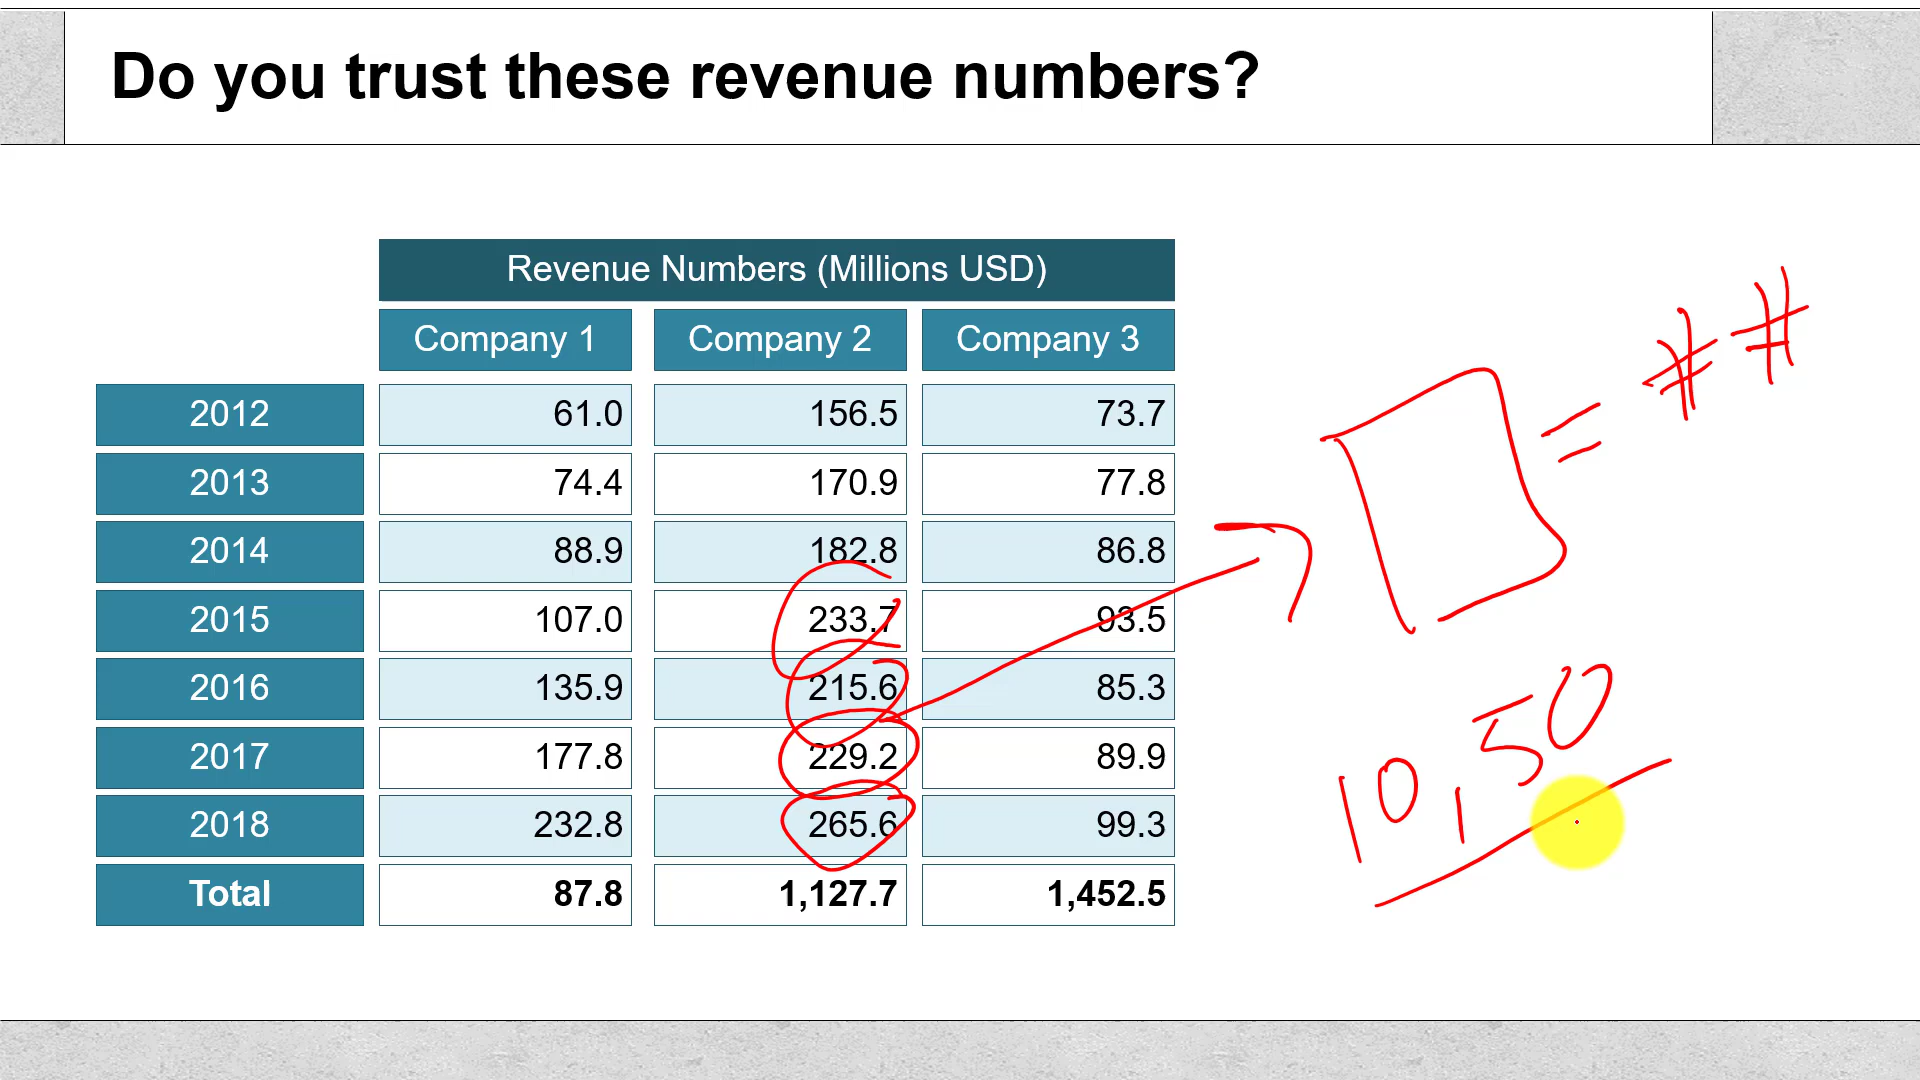 Do you trust these revenue numbers?
Revenue Numbers (Millions USD)
Company 1 Company 2 Company 3
2012 61.0 156.5 73.7
2013 74.4 170.9 77.8
2014 88.9 182.8 86.8
2015 107.0 233.7 93.5
2016 135.9 215.6 85.3
2017 177.8 229.2 89.9
2018 232.8 265.6 99.3
Total 87.8 1,127.7 1,452.5
= ##
10,50